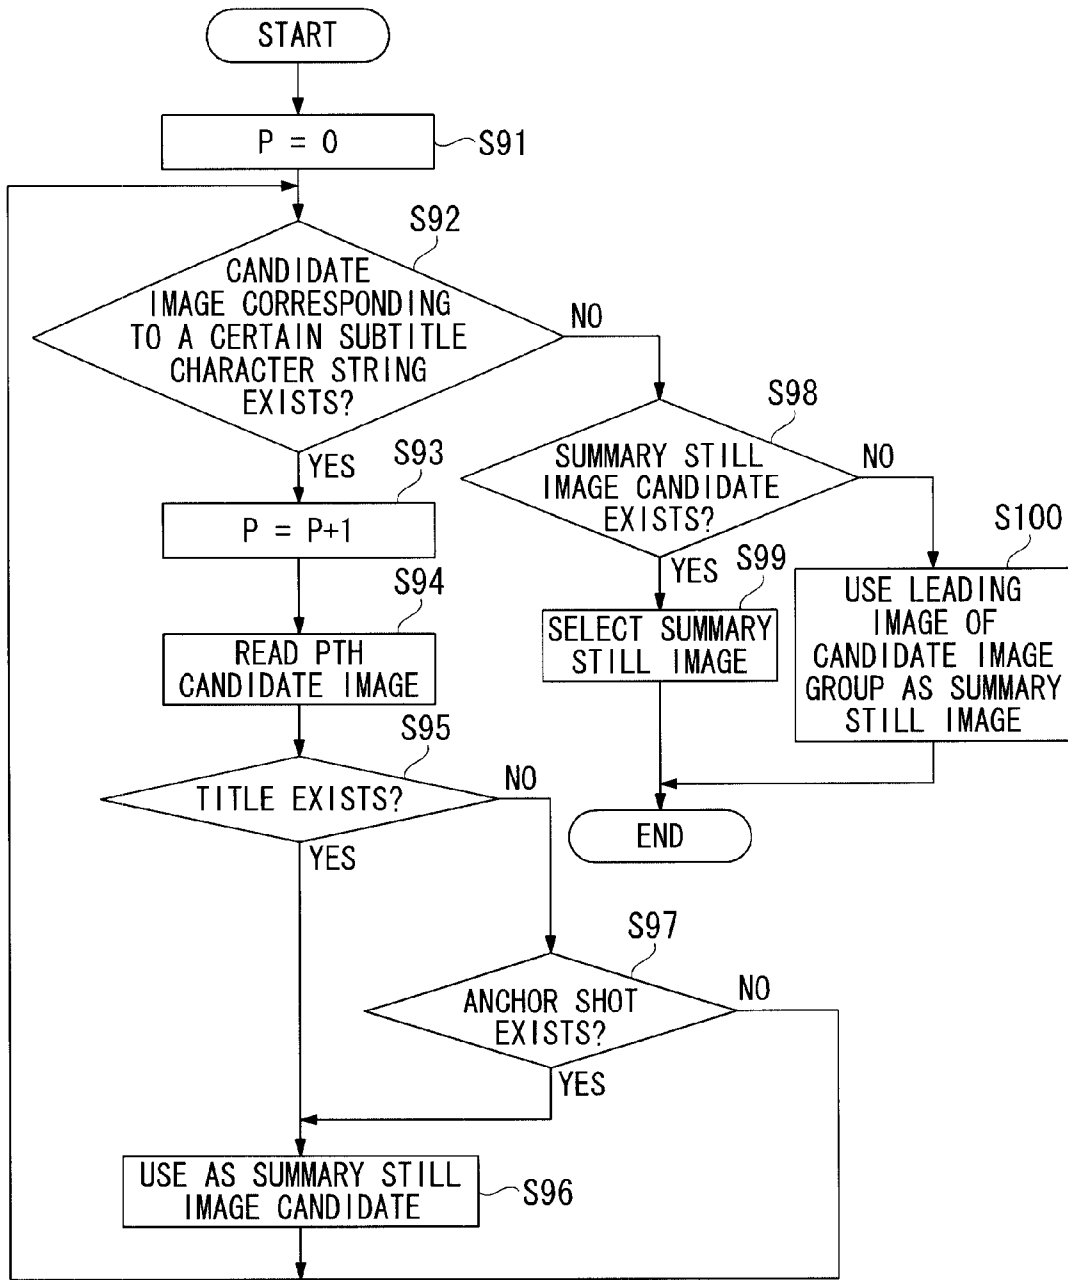 START
P = 0
S91
S92
CANDIDATE
IMAGE CORRESPONDING
TO A CERTAIN SUBTITLE
CHARACTER STRING
EXISTS?
NO
YES
S93
P = P+1
S94
READ PTH
CANDIDATE IMAGE
S95
TITLE EXISTS?
NO
YES
S97
ANCHOR SHOT
EXISTS?
NO
YES
USE AS SUMMARY STILL
IMAGE CANDIDATE
S96
S98
SUMMARY STILL
IMAGE CANDIDATE
EXISTS?
NO
YES
S99
SELECT SUMMARY
STILL IMAGE
S100
USE LEADING
IMAGE OF
CANDIDATE IMAGE
GROUP AS SUMMARY
STILL IMAGE
END